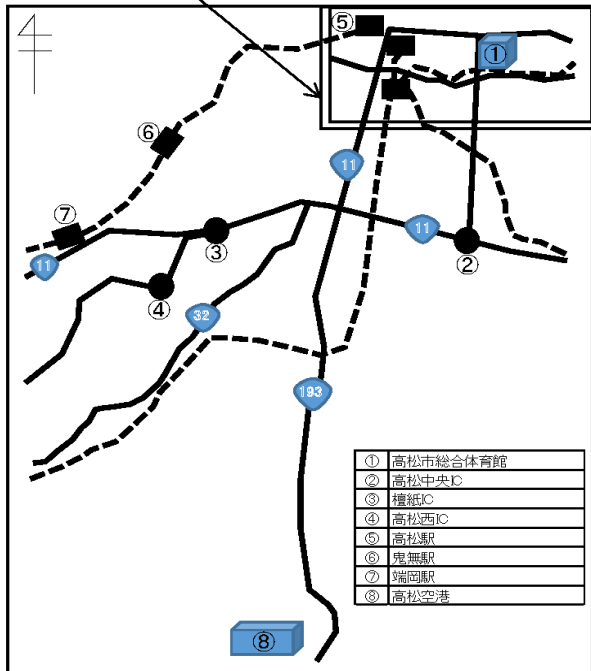 ⑤
①
⑥
11
⑦
③
11
②
11
④
32
193
① 高松市総合体育館
② 高松中央IC
③ 檀紙IC
④ 高松西IC
⑤ 高松駅
⑥ 鬼無駅
⑦ 端岡駅
⑧ 高松空港
⑧